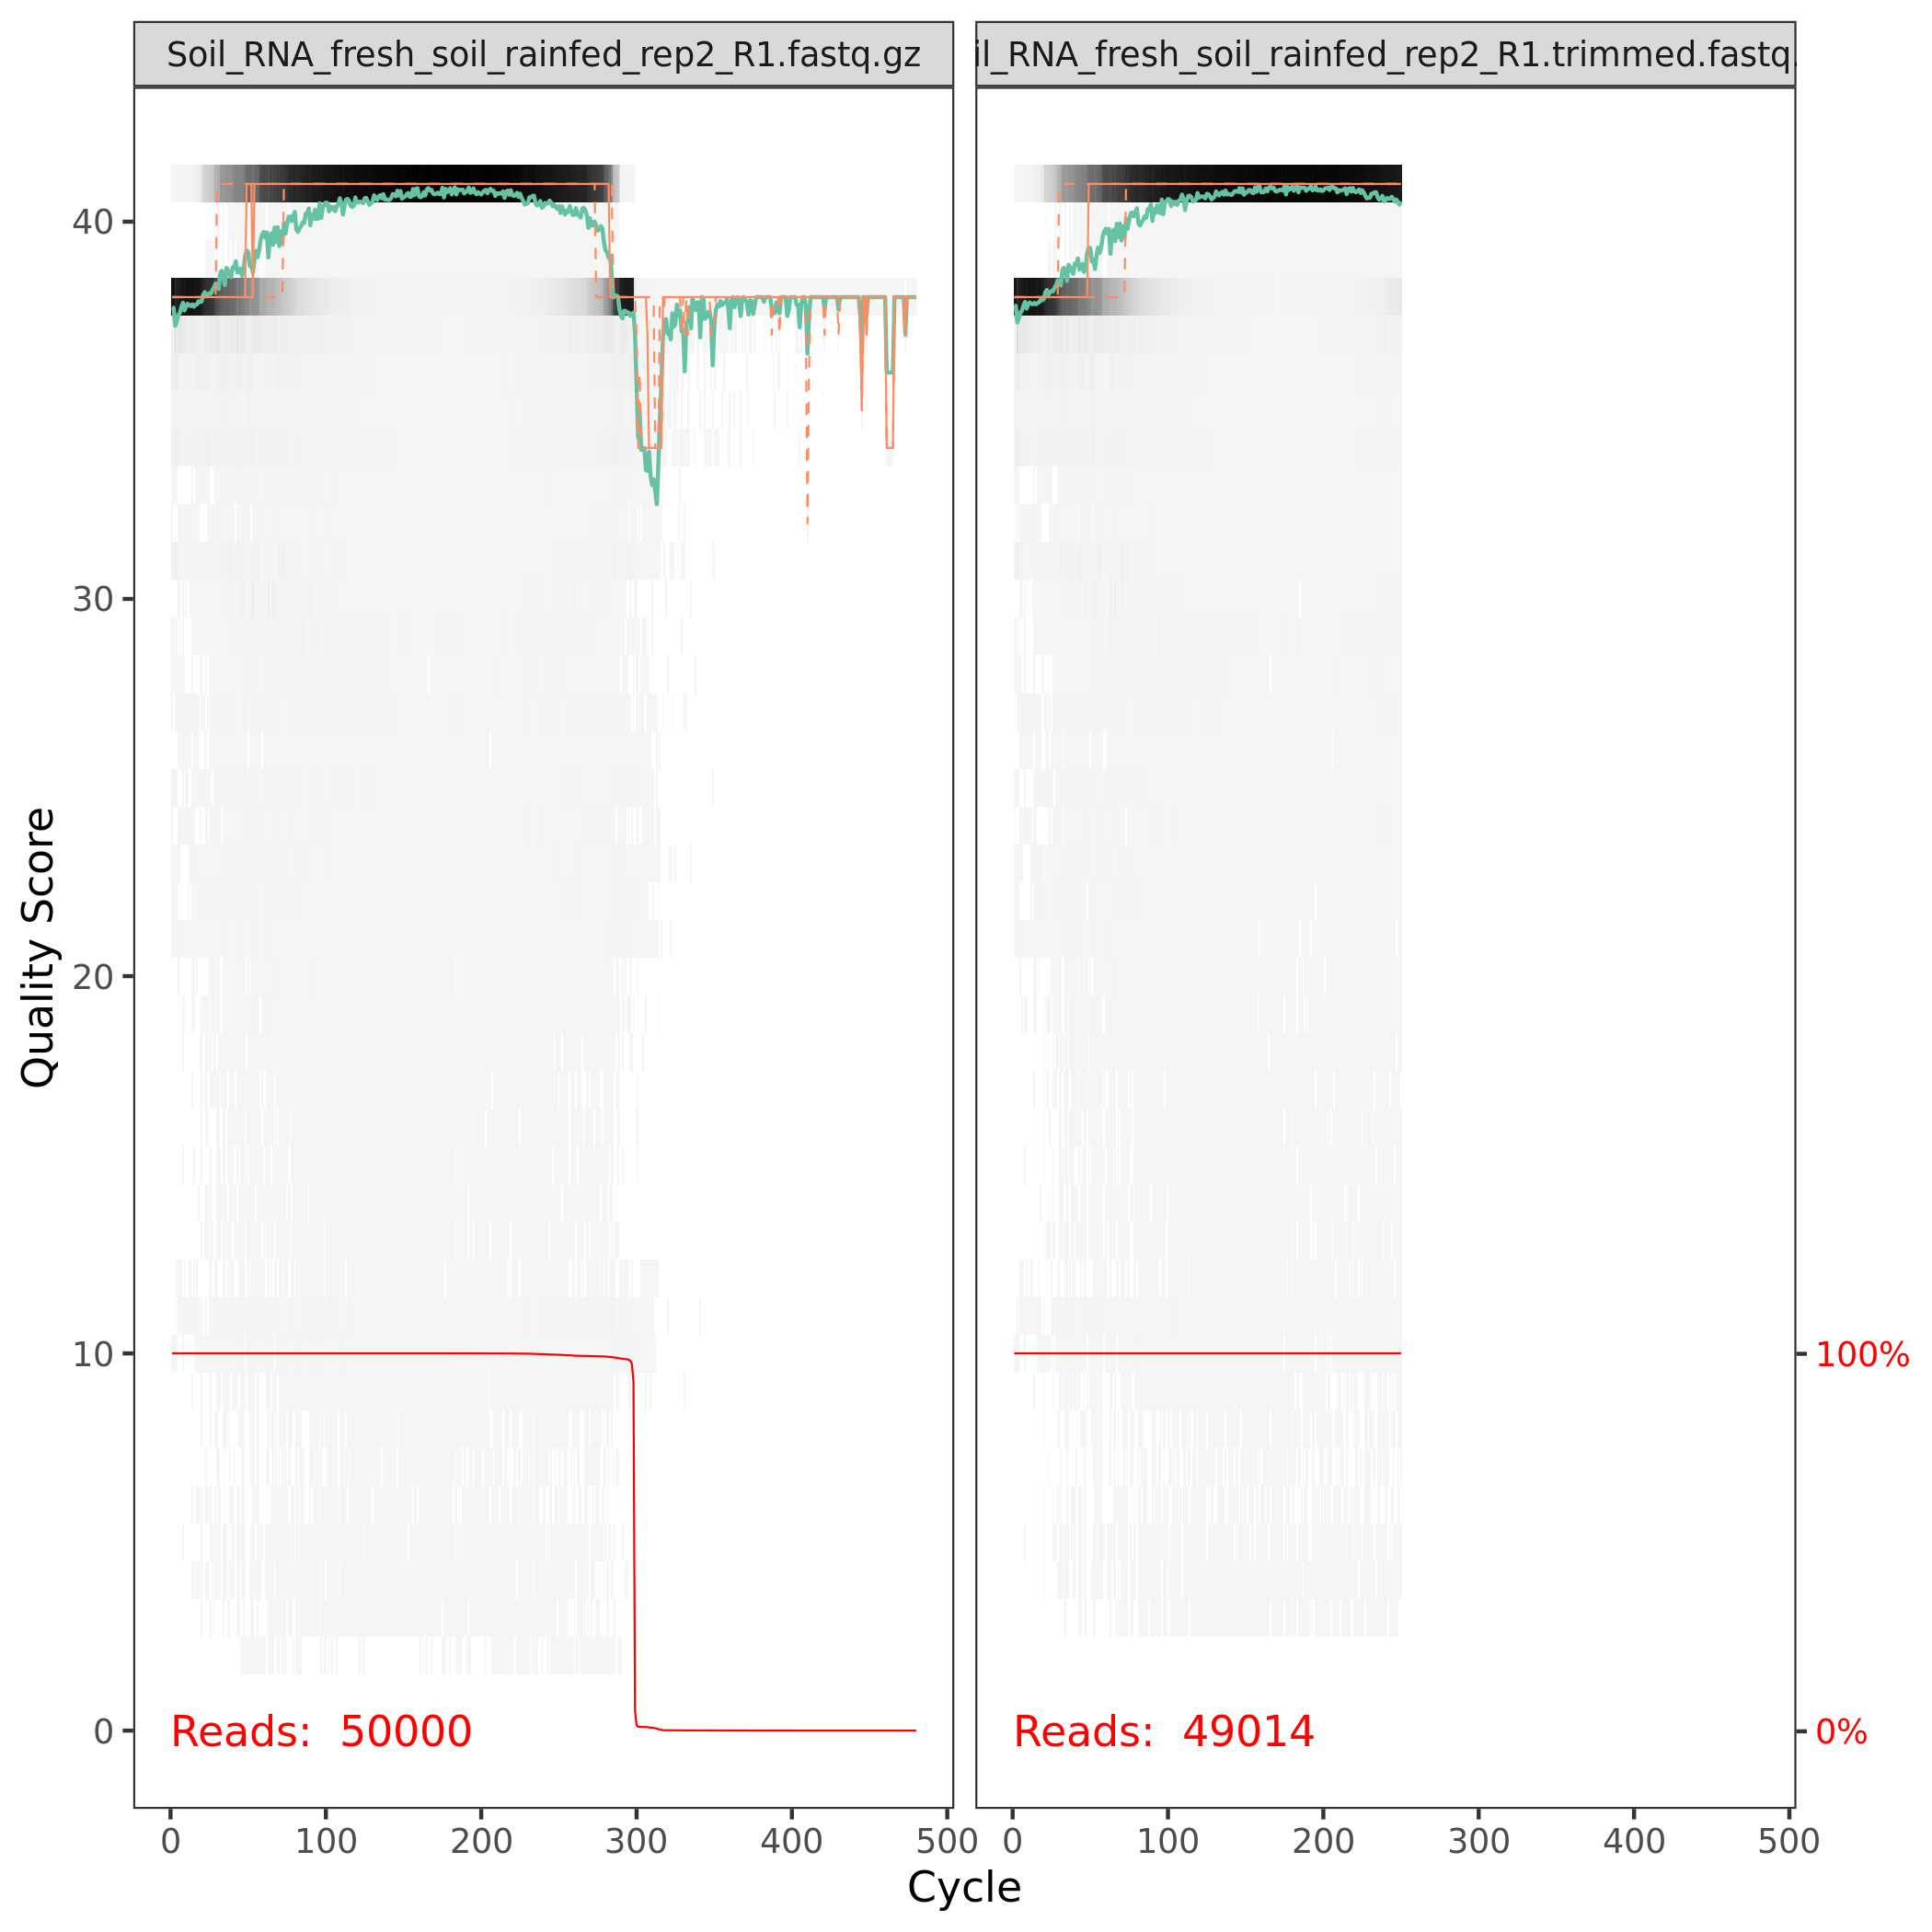 Soil_RNA_fresh_soil_rainfed_rep2_R1.fastq.gz
il_RNA_fresh_soil_rainfed_rep2_R1.trimmed.fastq.
Quality Score
40
30
20
10
0
Reads: 50000
Reads: 49014
100%
0%
0 100 200 300 400 500
0 100 200 300 400 500
Cycle